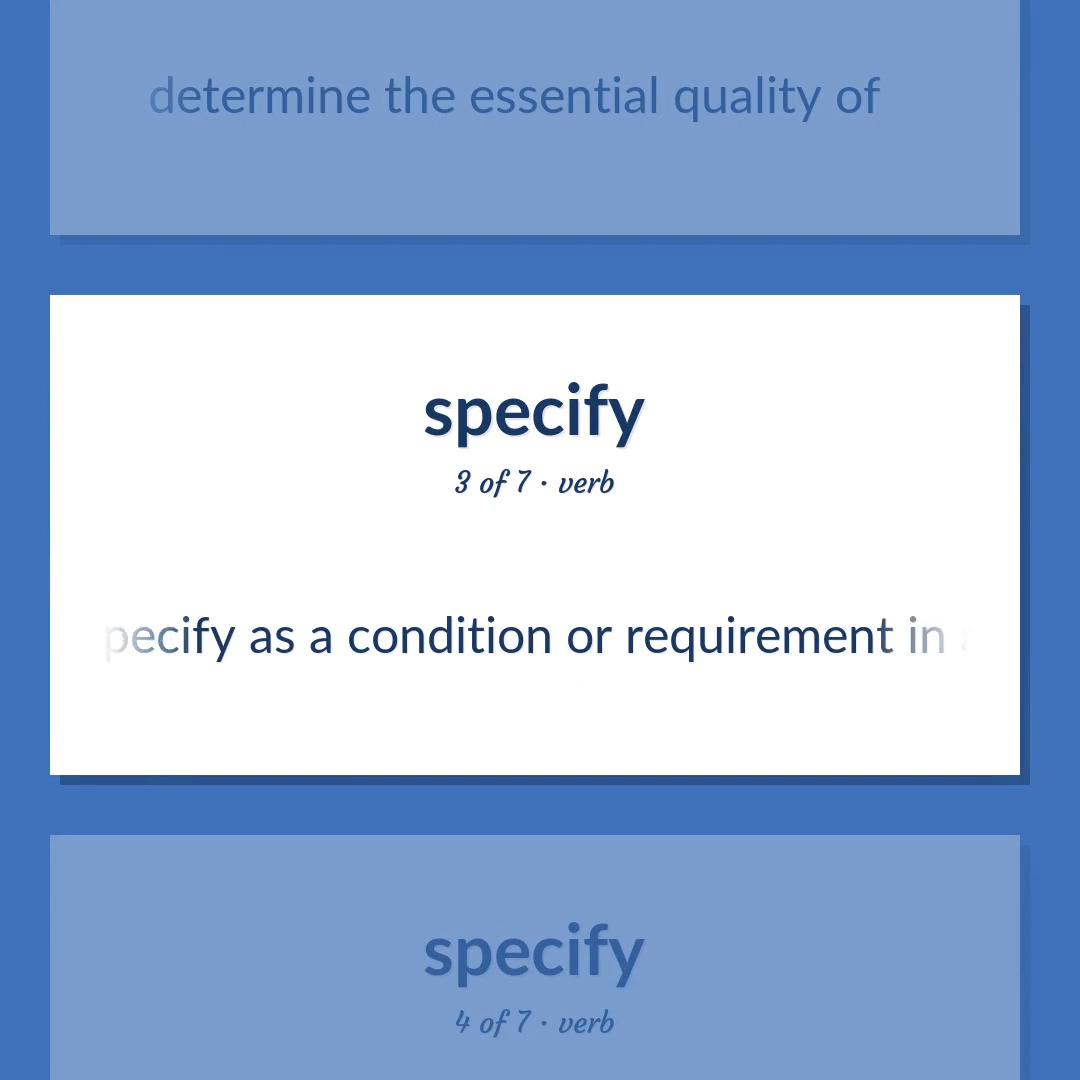 determine the essential quality of
specify
3 of 7 · verb
pecify as a condition or requirement in
specify
4 of 7 · verb